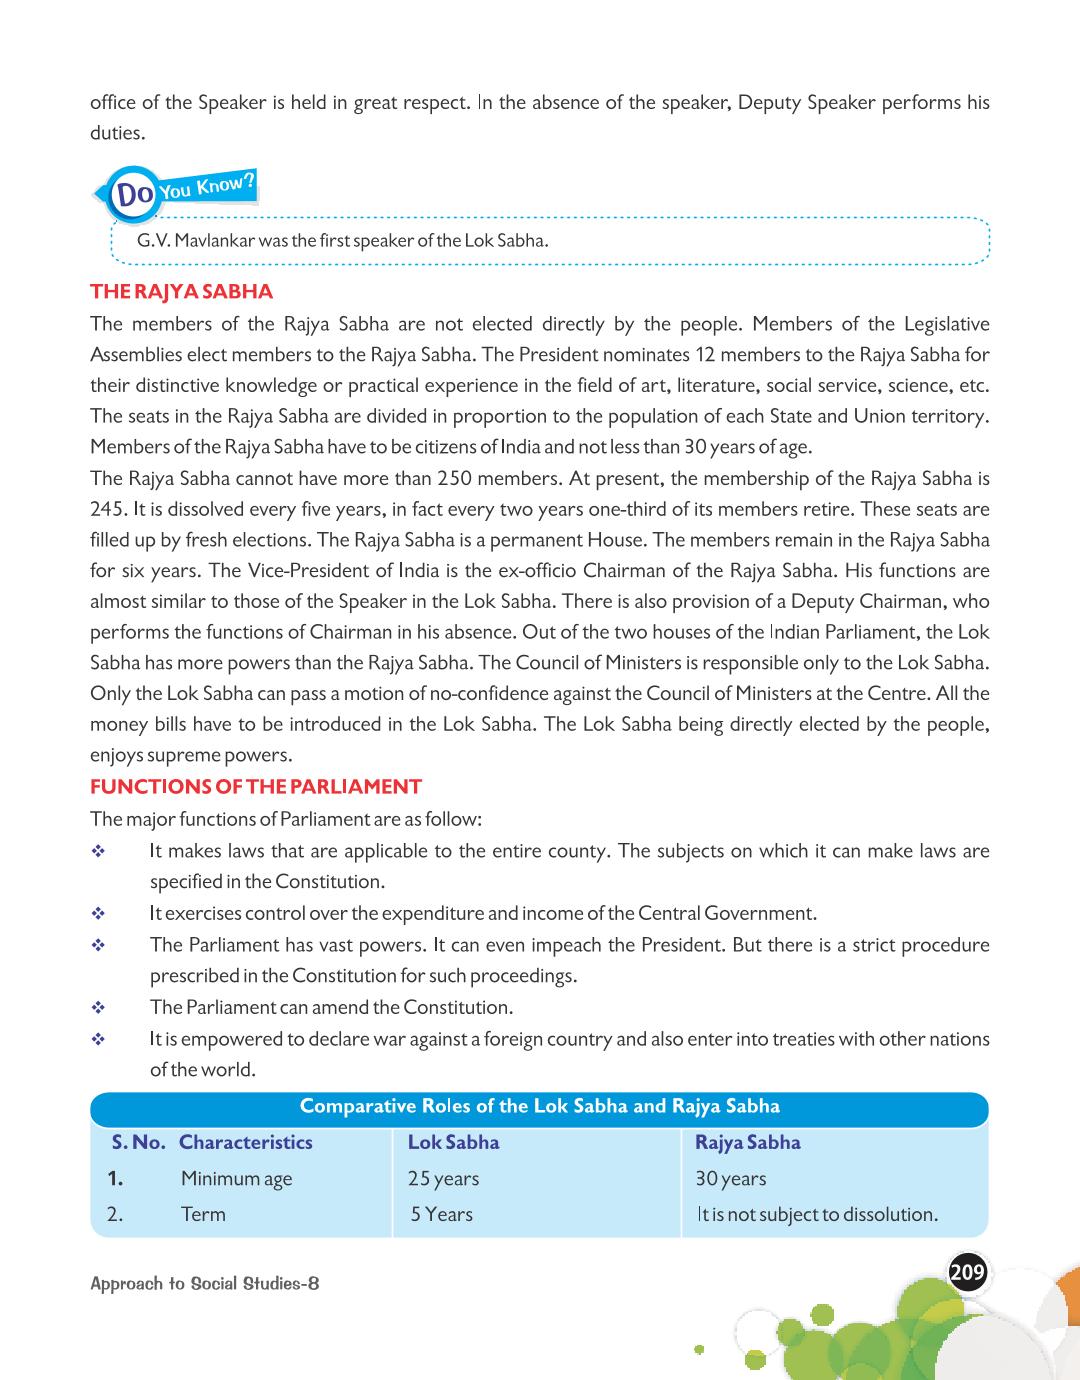 office of the Speaker is held in great respect. In the absence of the speaker, Deputy Speaker performs his
duties.
Do You Know?
G.V. Mavlankar was the first speaker of the Lok Sabha.
THE RAJYA SABHA
The members of the Rajya Sabha are not elected directly by the people. Members of the Legislative
Assemblies elect members to the Rajya Sabha. The President nominates 12 members to the Rajya Sabha for
their distinctive knowledge or practical experience in the field of art, literature, social service, science, etc.
The seats in the Rajya Sabha are divided in proportion to the population of each State and Union territory.
Members of the Rajya Sabha have to be citizens of India and not less than 30 years of age.
The Rajya Sabha cannot have more than 250 members. At present, the membership of the Rajya Sabha is
245. It is dissolved every five years, in fact every two years one-third of its members retire. These seats are
filled up by fresh elections. The Rajya Sabha is a permanent House. The members remain in the Rajya Sabha
for six years. The Vice-President of India is the ex-officio Chairman of the Rajya Sabha. His functions are
almost similar to those of the Speaker in the Lok Sabha. There is also provision of a Deputy Chairman, who
performs the functions of Chairman in his absence. Out of the two houses of the Indian Parliament, the Lok
Sabha has more powers than the Rajya Sabha. The Council of Ministers is responsible only to the Lok Sabha.
Only the Lok Sabha can pass a motion of no-confidence against the Council of Ministers at the Centre. All the
money bills have to be introduced in the Lok Sabha. The Lok Sabha being directly elected by the people,
enjoys supreme powers.
FUNCTIONS OF THE PARLIAMENT
The major functions of Parliament are as follow:
❖ It makes laws that are applicable to the entire county. The subjects on which it can make laws are
specified in the Constitution.
❖ It exercises control over the expenditure and income of the Central Government.
❖ The Parliament has vast powers. It can even impeach the President. But there is a strict procedure
prescribed in the Constitution for such proceedings.
❖ The Parliament can amend the Constitution.
❖ It is empowered to declare war against a foreign country and also enter into treaties with other nations
of the world.
Comparative Roles of the Lok Sabha and Rajya Sabha
S. No. Characteristics Lok Sabha Rajya Sabha
1. Minimum age 25 years 30 years
2. Term 5 Years It is not subject to dissolution.
Approach to Social Studies-8
209